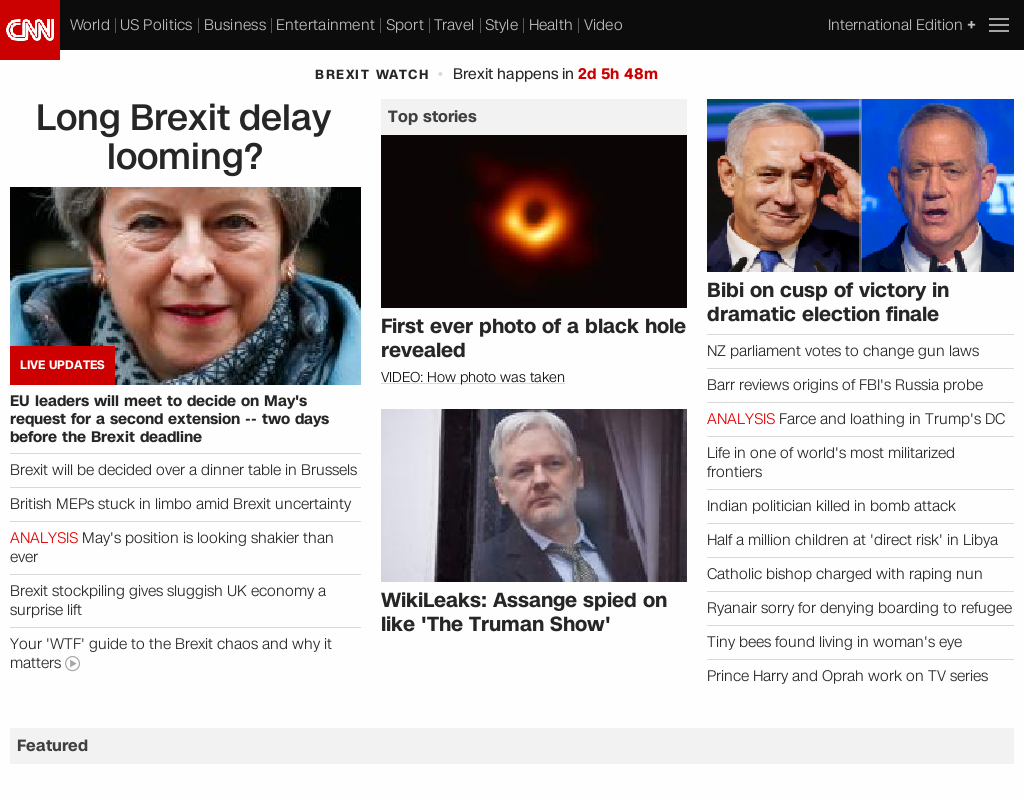 CNN
World
US Politics
Business
Entertainment
Sport
Travel
Style
Health
Video
International Edition +
BREXIT WATCH • Brexit happens in 2d 5h 48m
Long Brexit delay
looming?
LIVE UPDATES
EU leaders will meet to decide on May's
request for a second extension -- two days
before the Brexit deadline
Brexit will be decided over a dinner table in Brussels
British MEPs stuck in limbo amid Brexit uncertainty
ANALYSIS May's position is looking shakier than
ever
Brexit stockpiling gives sluggish UK economy a
surprise lift
Your 'WTF' guide to the Brexit chaos and why it
matters
Top stories
First ever photo of a black hole
revealed
VIDEO: How photo was taken
WikiLeaks: Assange spied on
like 'The Truman Show'
Bibi on cusp of victory in
dramatic election finale
NZ parliament votes to change gun laws
Barr reviews origins of FBI's Russia probe
ANALYSIS Farce and loathing in Trump's DC
Life in one of world's most militarized
frontiers
Indian politician killed in bomb attack
Half a million children at 'direct risk' in Libya
Catholic bishop charged with raping nun
Ryanair sorry for denying boarding to refugee
Tiny bees found living in woman's eye
Prince Harry and Oprah work on TV series
Featured